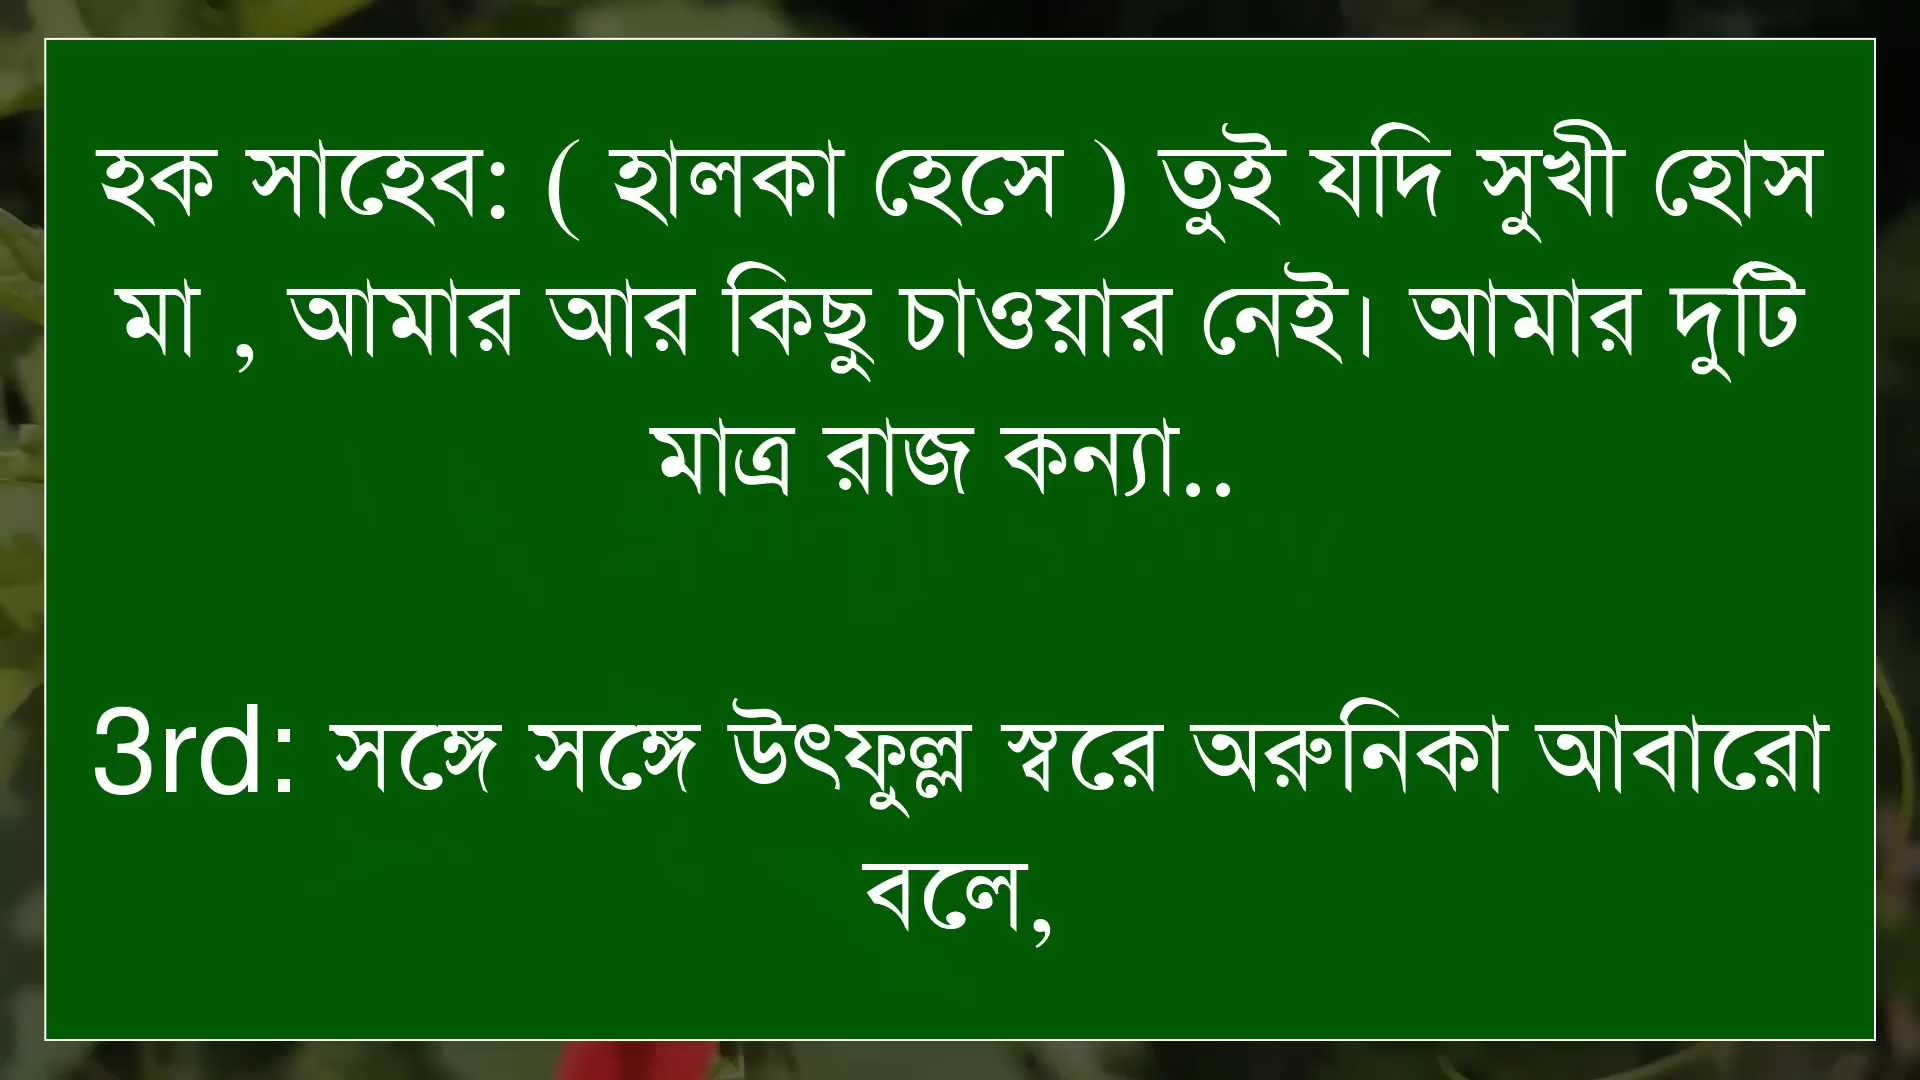 হক সাহেব: ( হালকা হেসে ) তুই যদি সুখী হোস
মা , আমার আর কিছু চাওয়ার নেই। আমার দুটি
মাত্র রাজ কন্যা..
3rd: সঙ্গে সঙ্গে উৎফুল্ল স্বরে অরুনিকা আবারো
বলে,